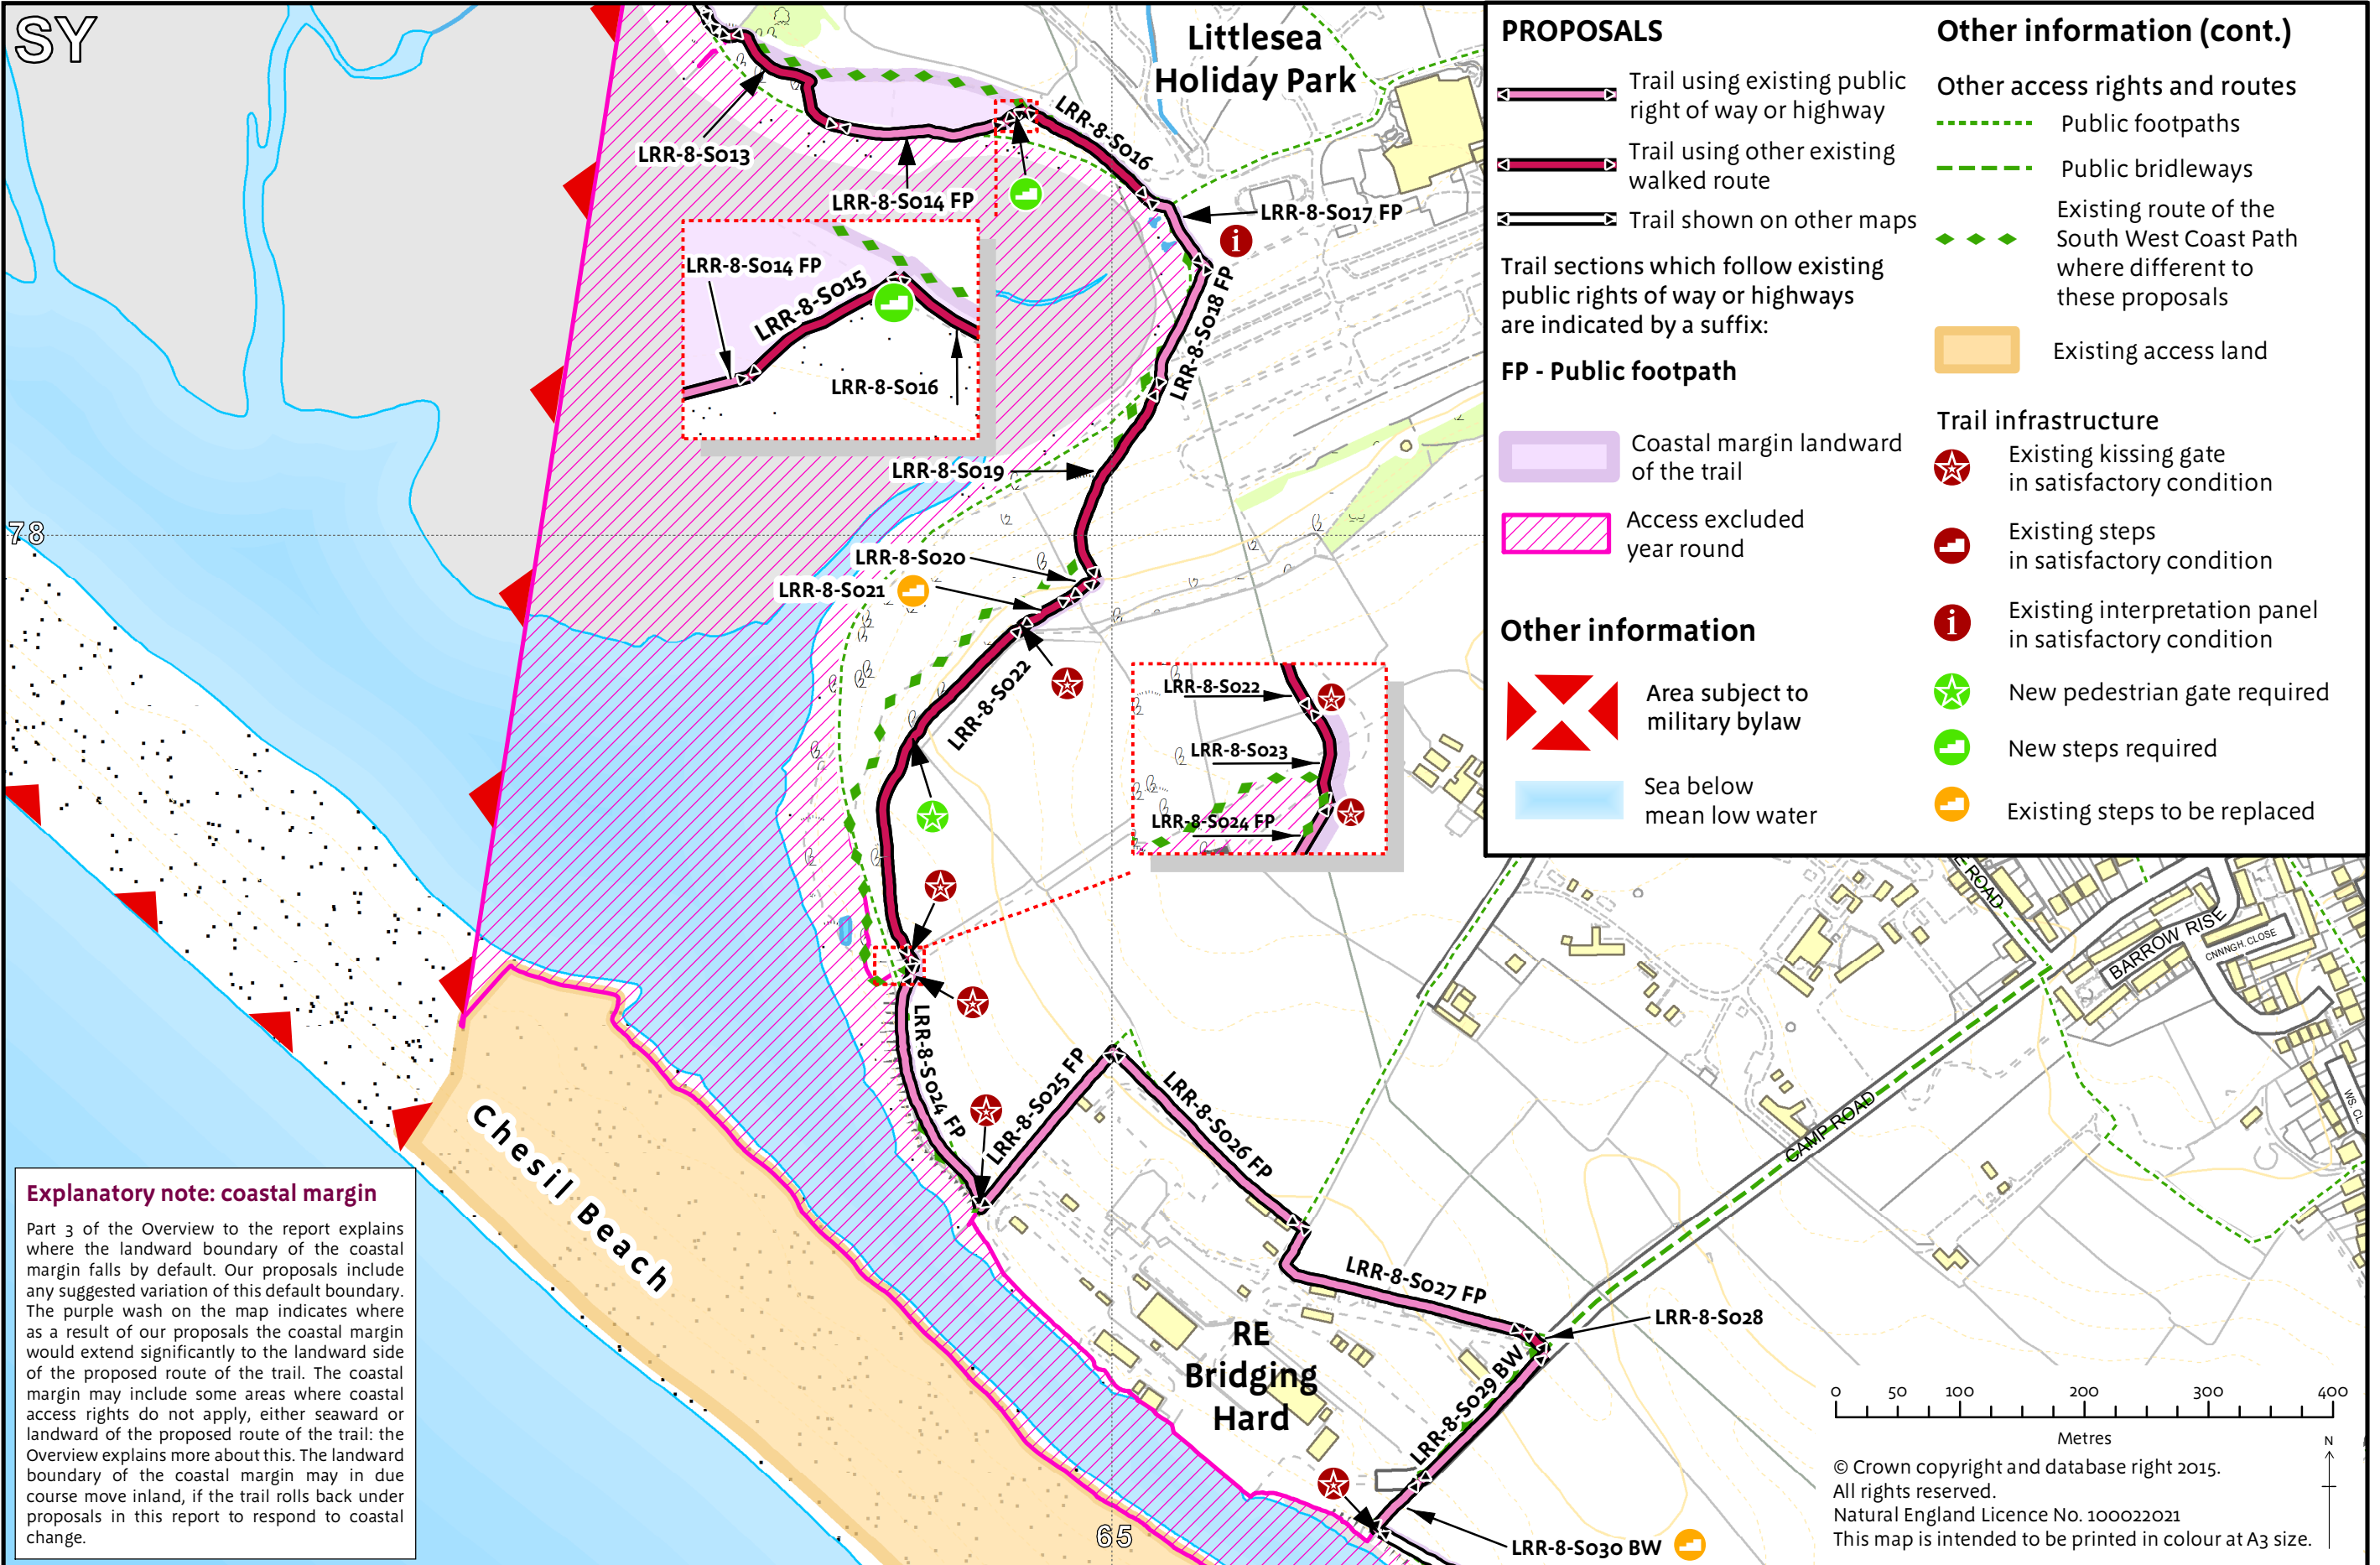 SY
Littlesea
Holiday Park
LRR-8-S013
LRR-8-S014 FP
LRR-8-S016
LRR-8-S017 FP
LRR-8-S018 FP
LRR-8-S014 FP
LRR-8-S015
LRR-8-S016
LRR-8-S019
78
LRR-8-S020
LRR-8-S021
LRR-8-S022
LRR-8-S022
LRR-8-S023
LRR-8-S024 FP
LRR-8-S024 FP
LRR-8-S025 FP
LRR-8-S026 FP
LRR-8-S027 FP
LRR-8-S028
LRR-8-S029 BW
LRR-8-S030 BW
Chesil Beach
RE
Bridging
Hard
65
CAMP ROAD
ROAD
BARROW RISE
CNNNGH. CLOSE
WS. CL
PROPOSALS
Trail using existing public
right of way or highway
Trail using other existing
walked route
Trail shown on other maps
Trail sections which follow existing
public rights of way or highways
are indicated by a suffix:
FP - Public footpath
Coastal margin landward
of the trail
Access excluded
year round
Other information
Area subject to
military bylaw
Sea below
mean low water
Other information (cont.)
Other access rights and routes
Public footpaths
Public bridleways
Existing route of the
South West Coast Path
where different to
these proposals
Existing access land
Trail infrastructure
Existing kissing gate
in satisfactory condition
Existing steps
in satisfactory condition
i
Existing interpretation panel
in satisfactory condition
New pedestrian gate required
New steps required
Existing steps to be replaced
Explanatory note: coastal margin
Part 3 of the Overview to the report explains
where the landward boundary of the coastal
margin falls by default. Our proposals include
any suggested variation of this default boundary.
The purple wash on the map indicates where
as a result of our proposals the coastal margin
would extend significantly to the landward side
of the proposed route of the trail. The coastal
margin may include some areas where coastal
access rights do not apply, either seaward or
landward of the proposed route of the trail: the
Overview explains more about this. The landward
boundary of the coastal margin may in due
course move inland, if the trail rolls back under
proposals in this report to respond to coastal
change.
0 50 100 200 300 400
Metres
N
© Crown copyright and database right 2015.
All rights reserved.
Natural England Licence No. 100022021
This map is intended to be printed in colour at A3 size.